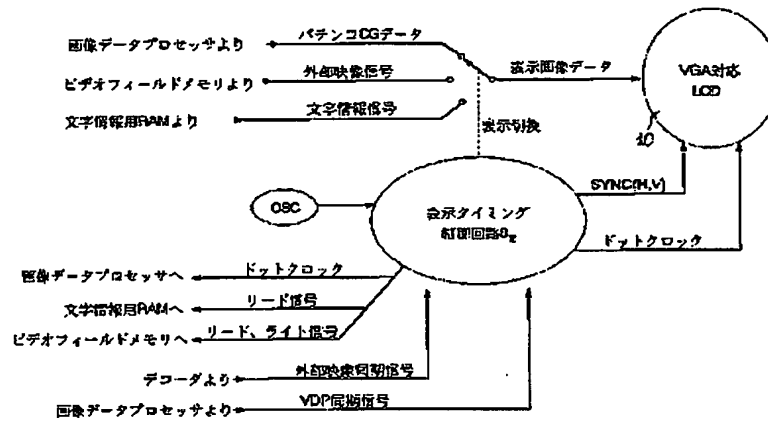 画像データプロセッサより
パチンコCGデータ
ビデオフィールドメモリより
外部映像信号
文字情報用RAMより
文字情報信号
表示画像データ
VGA対応
LCD
10
表示切換
OSC
表示タイミング
制御回路
SYNC(H,V)
ドットクロック
画像データプロセッサへ
ドットクロック
文字情報用RAMへ
リード信号
ビデオフィールドメモリへ
リード、ライト信号
デコーダより
外部映像同期信号
画像データプロセッサより
VDP同期信号